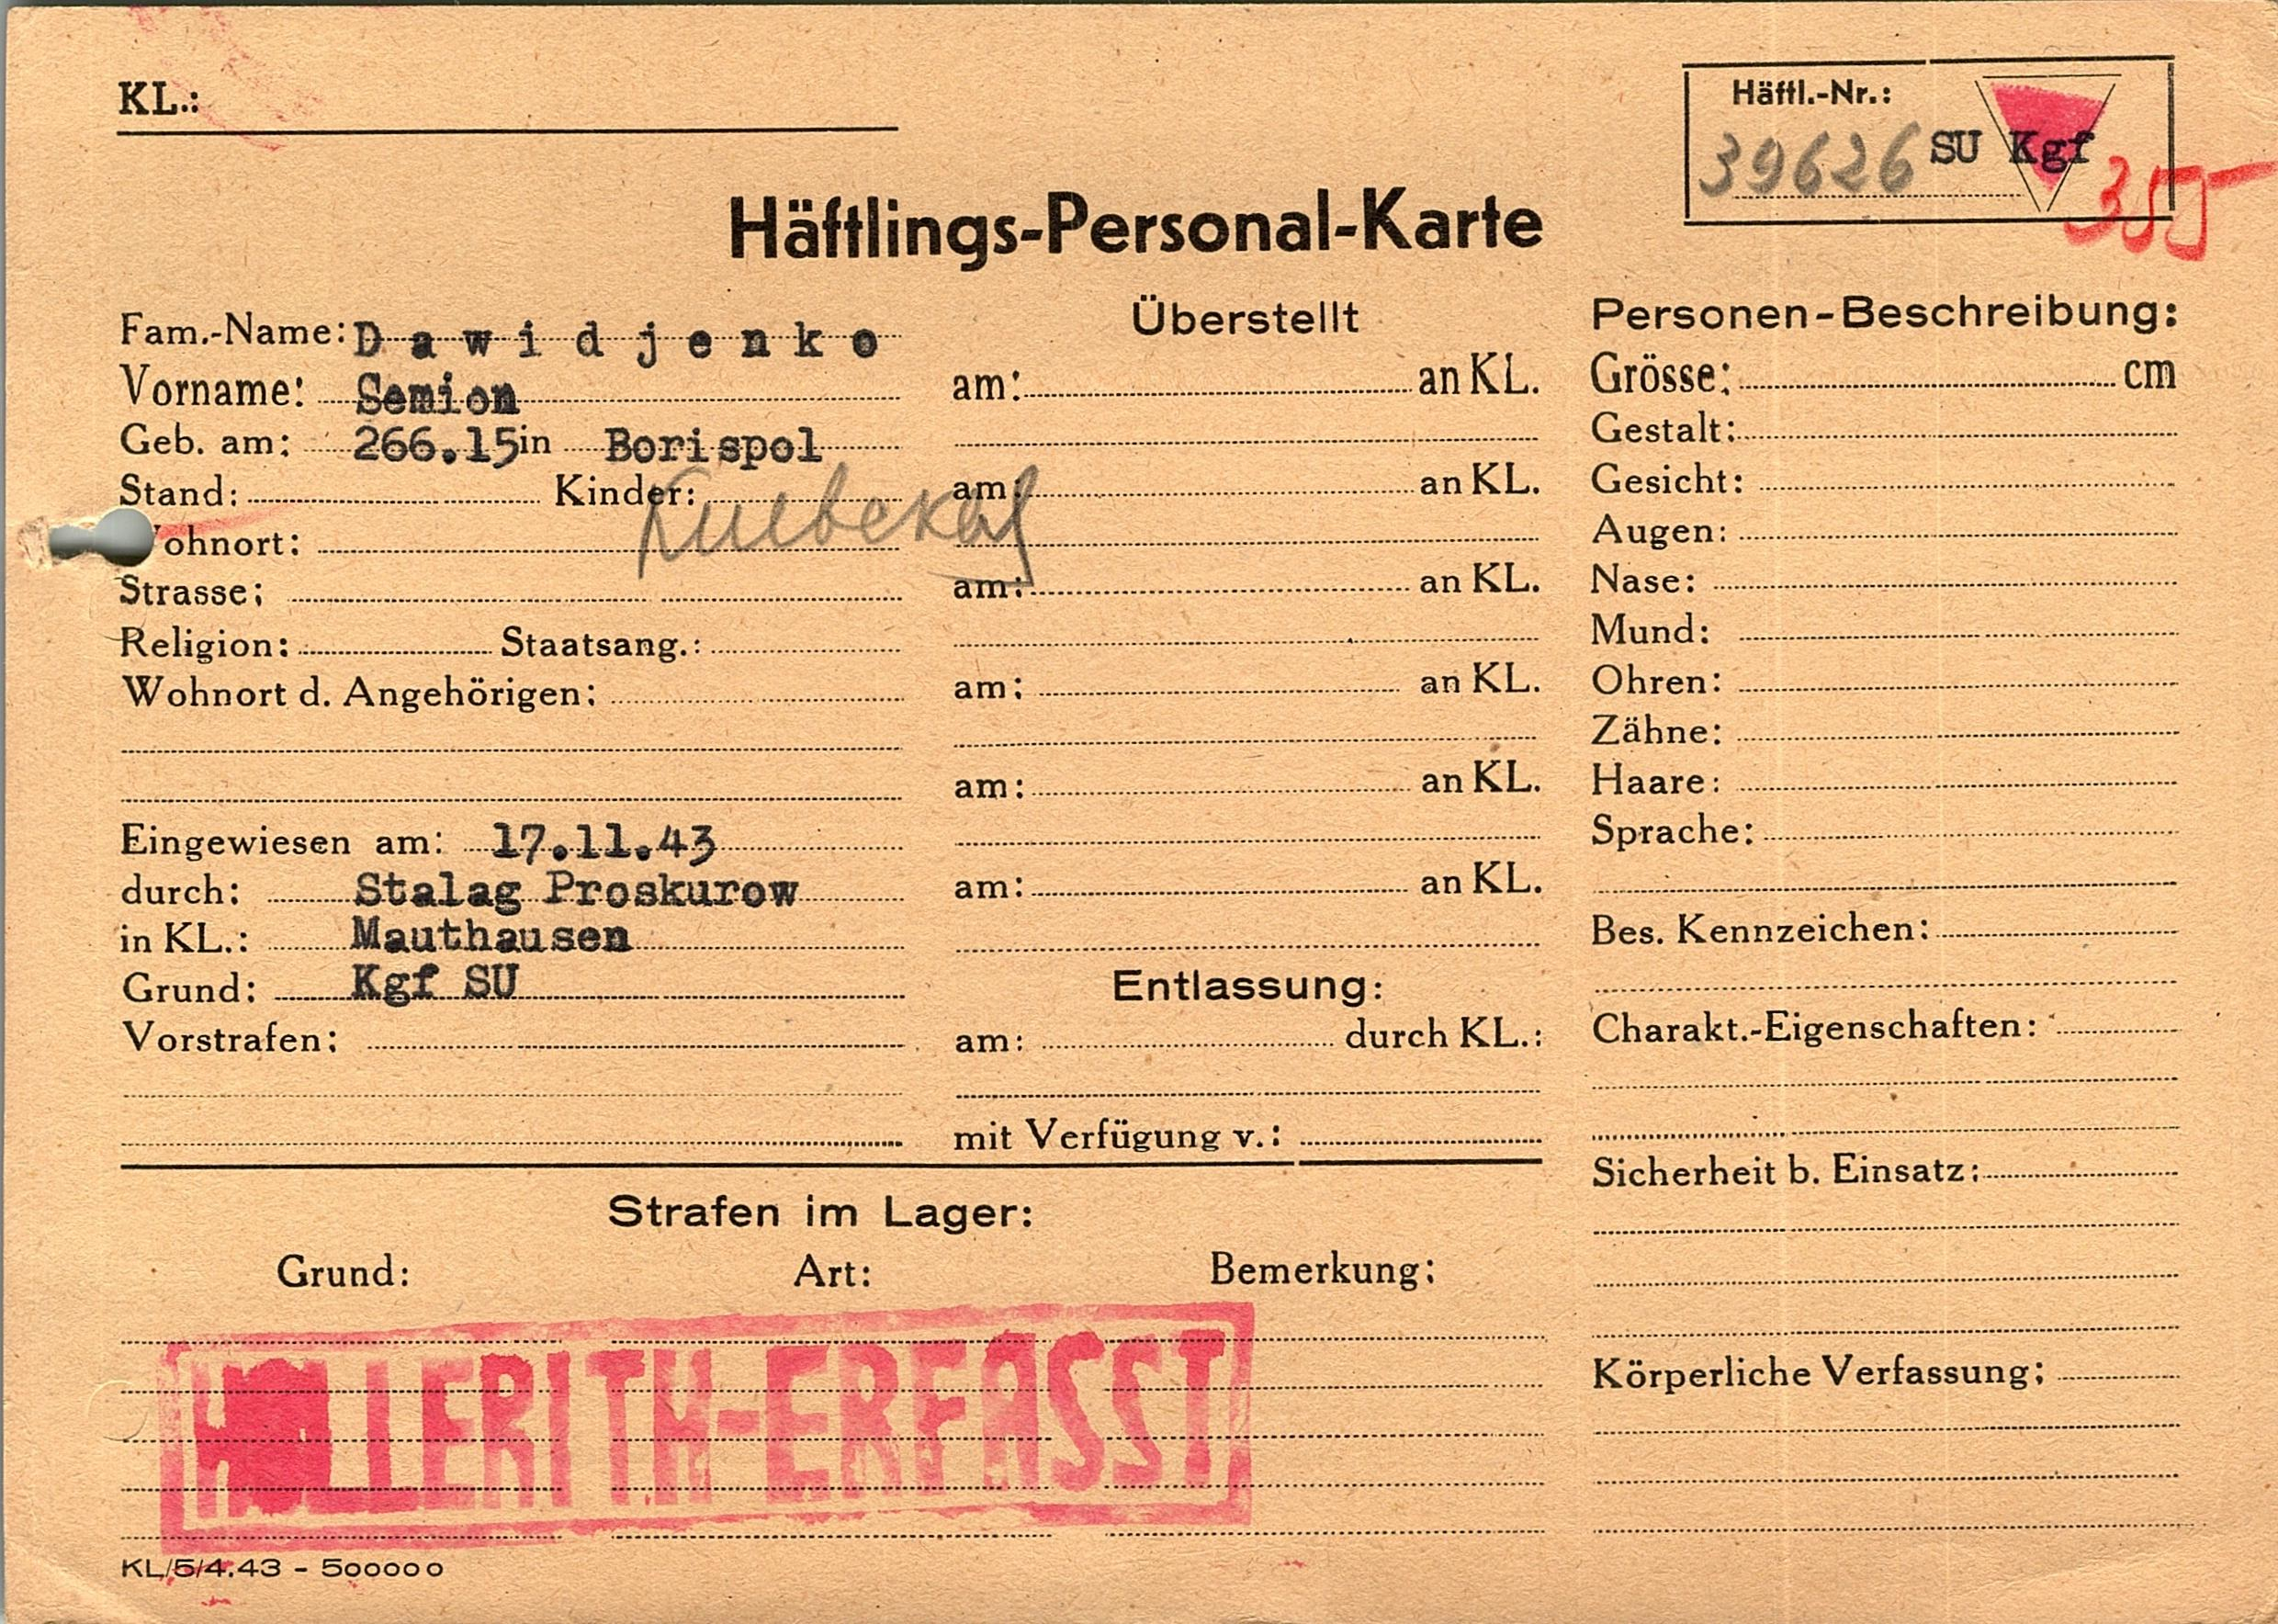 KL.:
Häftl.-Nr.:
39626 SU Kgf
355
Häftlings-Personal-Karte
Fam.-Name: Dawidjenko
Vorname: Semion
Geb. am: 266.15 in Borispol
Stand: Kinder:
ohnort:
Strasse:
Religion: Staatsang.:
Wohnort d. Angehörigen:
Eingewiesen am: 17.11.43
durch: Stalag Proskurow
in KL.: Mauthausen
Grund: Kgf SU
Vorstrafen:
Überstellt
am: an KL.
am: an KL.
am: an KL.
am: an KL.
am: an KL.
am: an KL.
Entlassung:
am: durch KL.:
mit Verfügung v.:
Personen-Beschreibung:
Grösse: cm
Gestalt:
Gesicht:
Augen:
Nase:
Mund:
Ohren:
Zähne:
Haare:
Sprache:
Bes. Kennzeichen:
Charakt.-Eigenschaften:
Sicherheit b. Einsatz:
Körperliche Verfassung:
Strafen im Lager:
Grund: Art: Bemerkung:
HOLLERITH-ERFASST
KL/5/4.43 - 500000